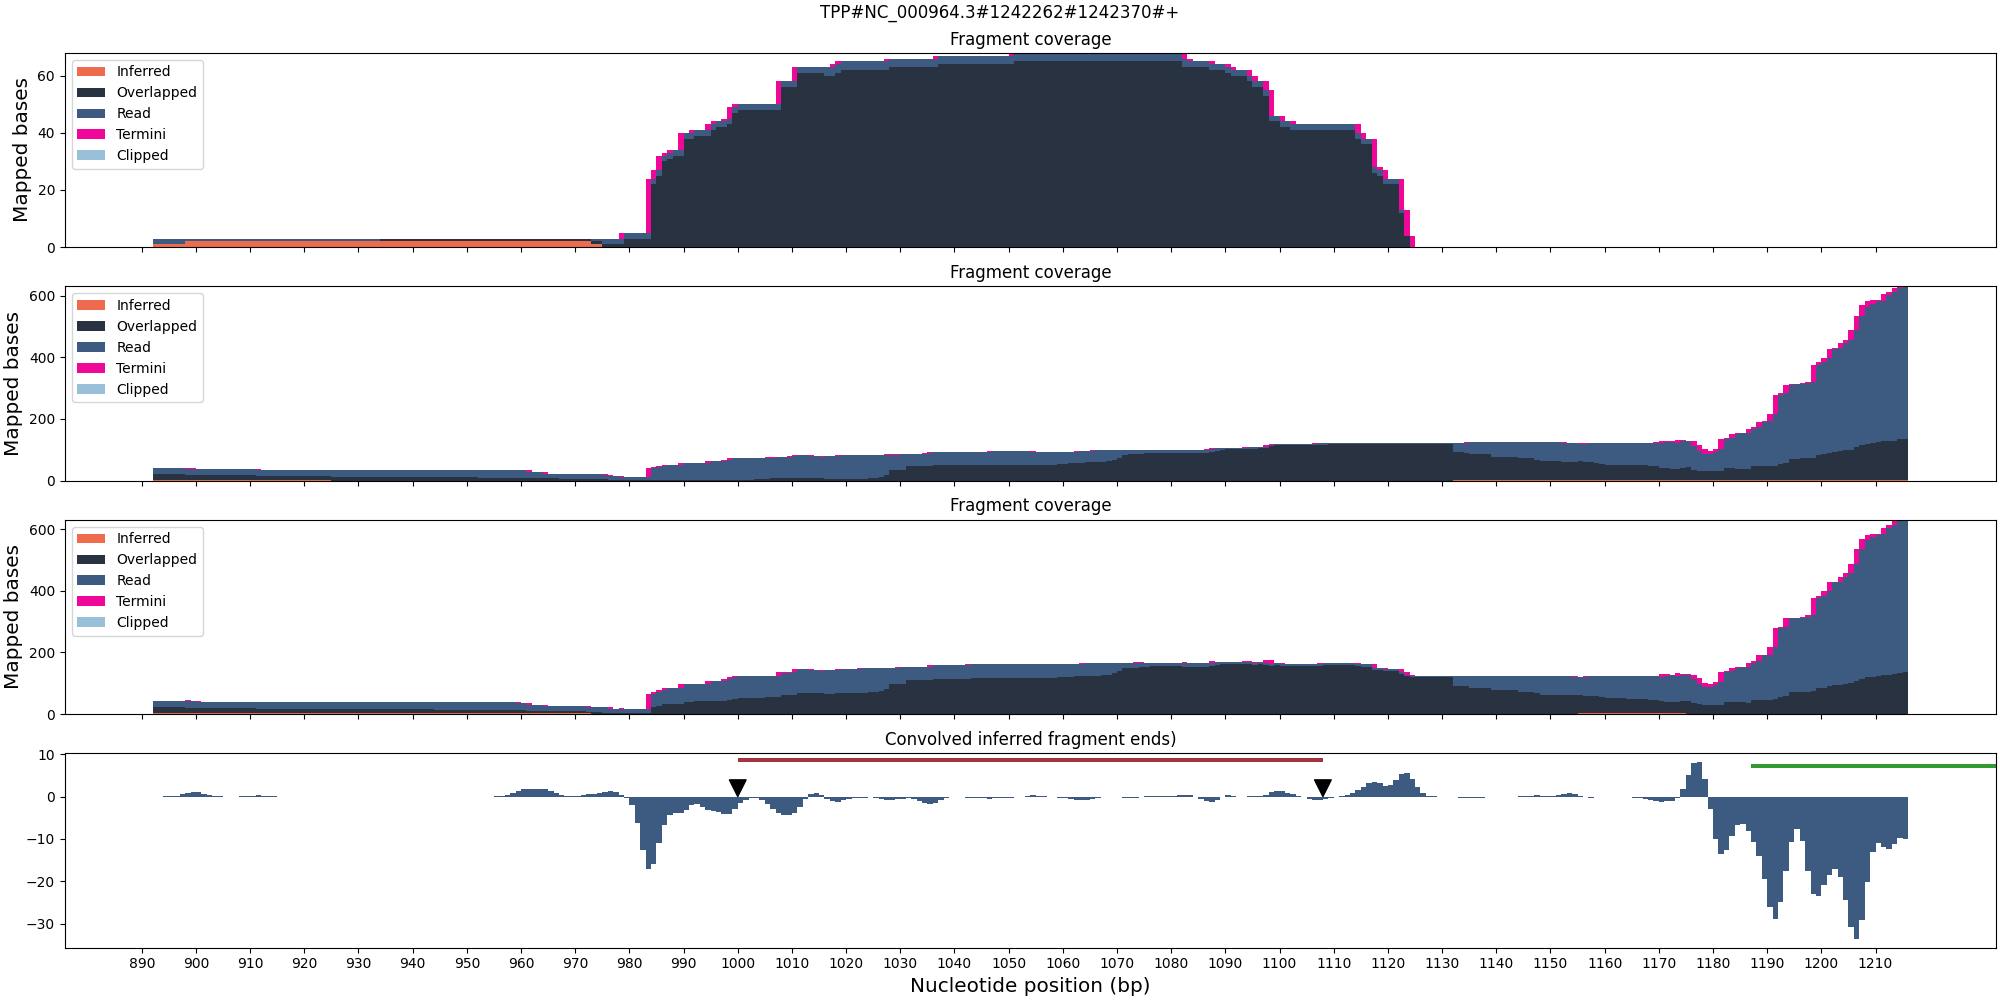 TPP#NC_000964.3#1242262#1242370#+
Fragment coverage
Mapped bases
60
40
20
0
Inferred
Overlapped
Read
Termini
Clipped
Fragment coverage
Mapped bases
600
400
200
0
Inferred
Overlapped
Read
Termini
Clipped
Fragment coverage
Mapped bases
600
400
200
0
Inferred
Overlapped
Read
Termini
Clipped
Convolved inferred fragment ends)
10
0
−10
−20
−30
890 900 910 920 930 940 950 960 970 980 990 1000 1010 1020 1030 1040 1050 1060 1070 1080 1090 1100 1110 1120 1130 1140 1150 1160 1170 1180 1190 1200 1210
Nucleotide position (bp)